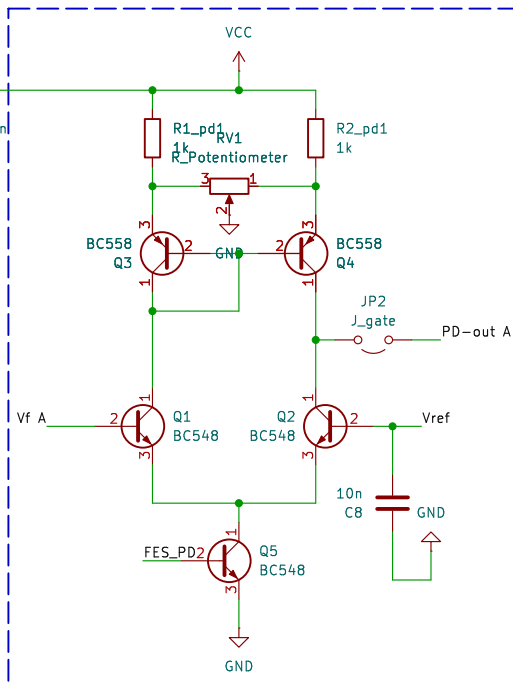 VCC
n
R1_pd1
1k
RV1
R_Potentiometer
R2_pd1
1k
3
1
2
3
3
BC558
Q3
2
GND
2
BC558
Q4
1
1
JP2
J_gate
PD-out A
1
1
Vf A
2
Q1
BC548
Q2
BC548
2
Vref
3
3
10n
C8
GND
1
FES_PD
2
Q5
BC548
3
GND